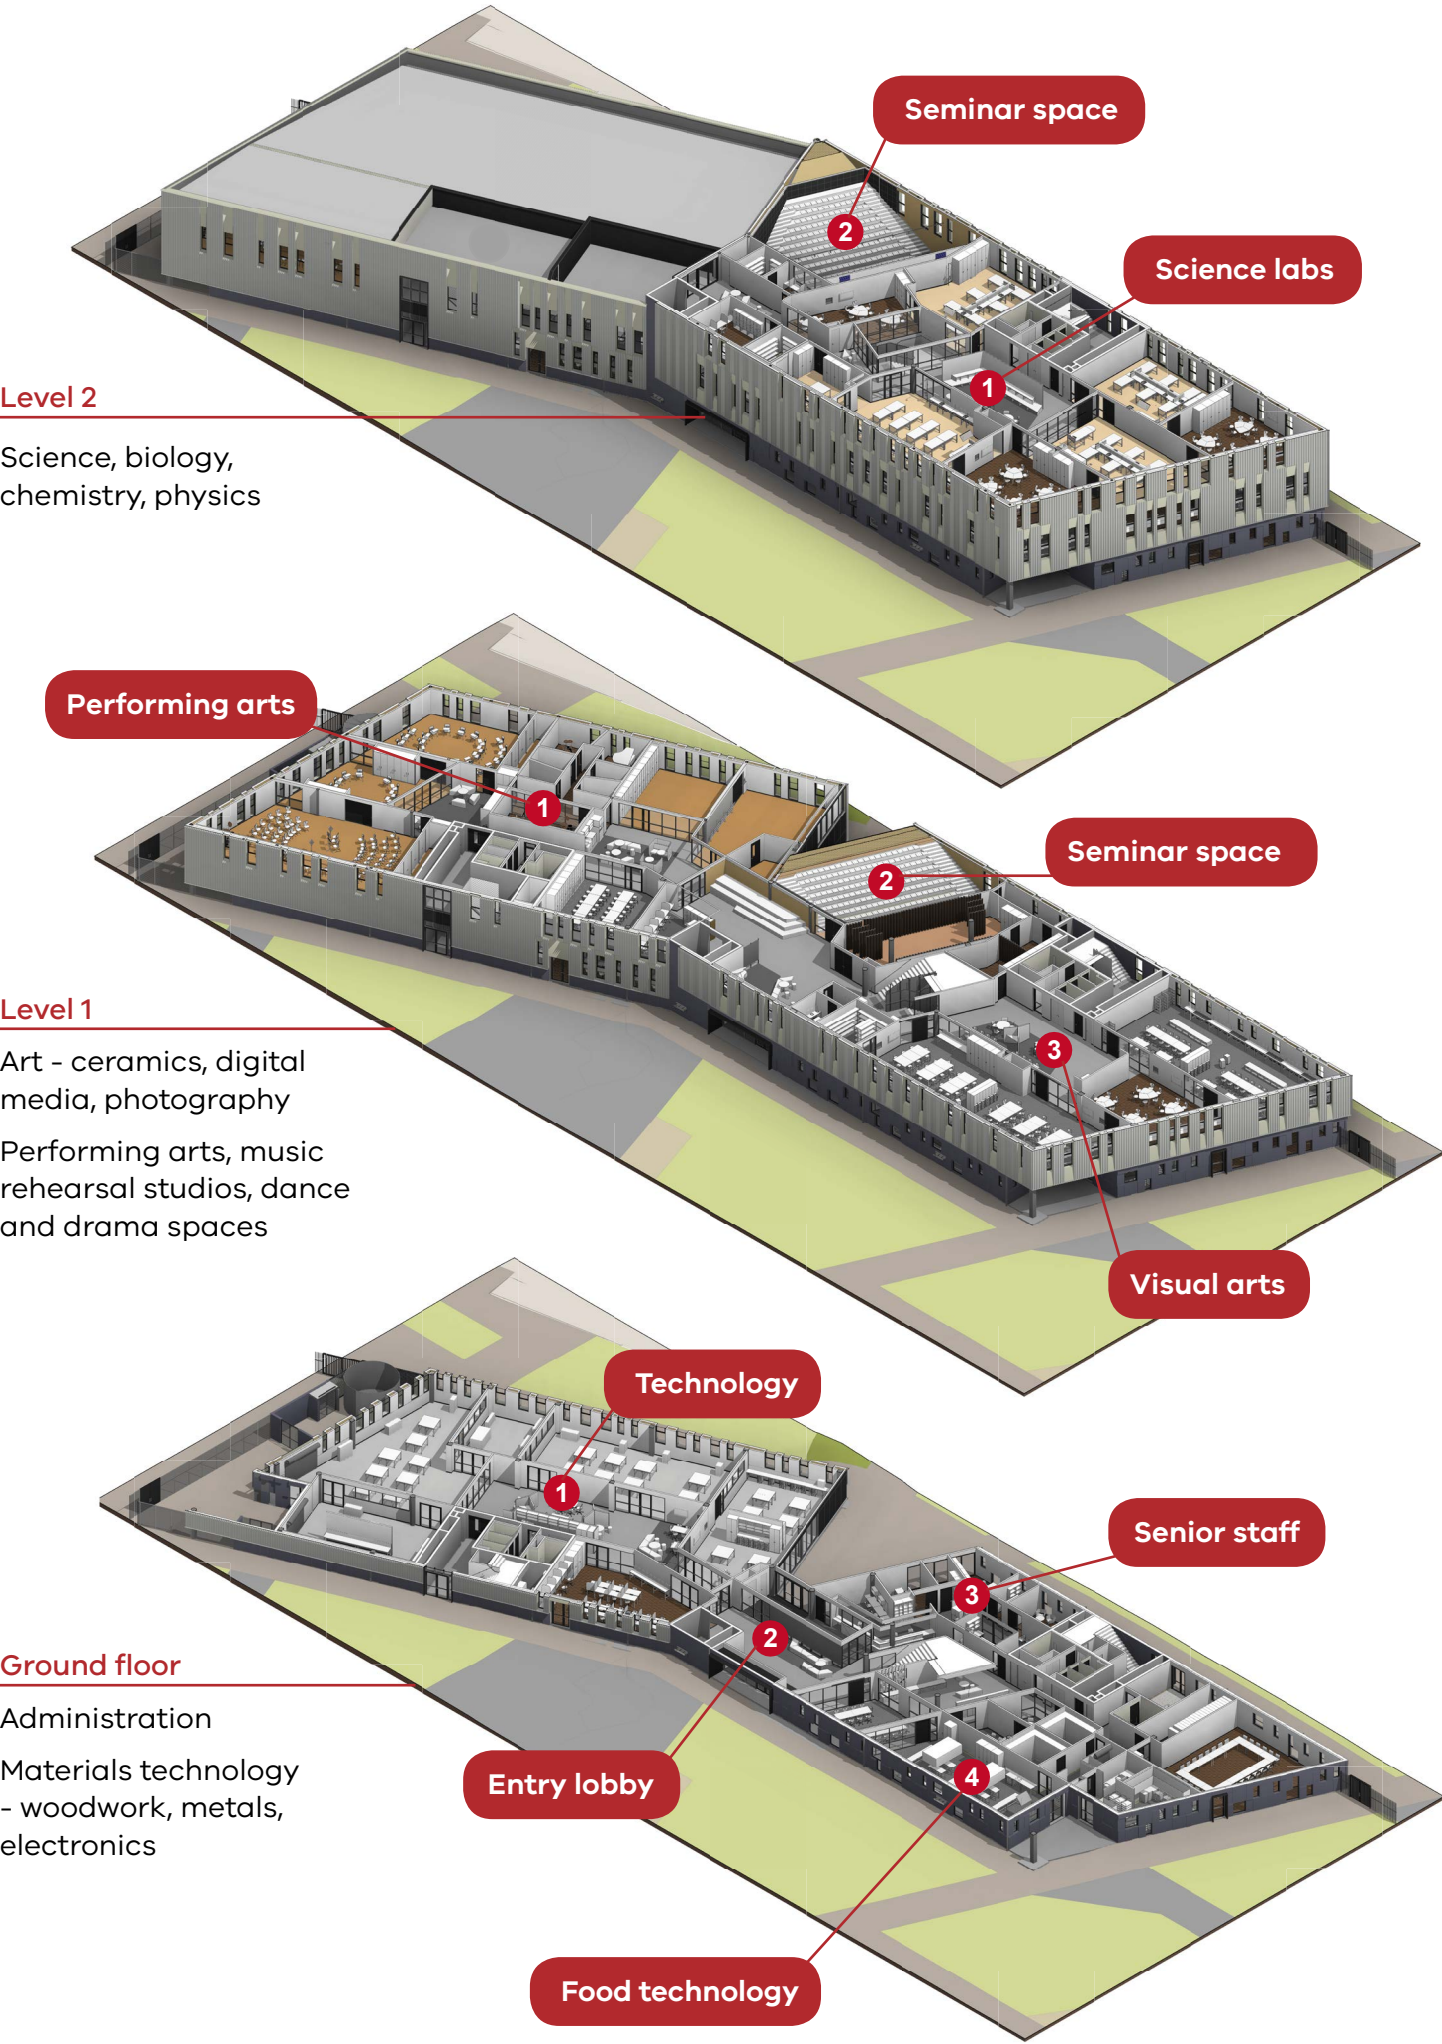 Seminar space
2
Science labs
1
Level 2
Science, biology,
chemistry, physics
Performing arts
1
Seminar space
2
3
Level 1
Art - ceramics, digital
media, photography
Performing arts, music
rehearsal studios, dance
and drama spaces
Visual arts
Technology
1
Senior staff
3
2
Ground floor
Administration
Materials technology
- woodwork, metals,
electronics
Entry lobby
4
Food technology